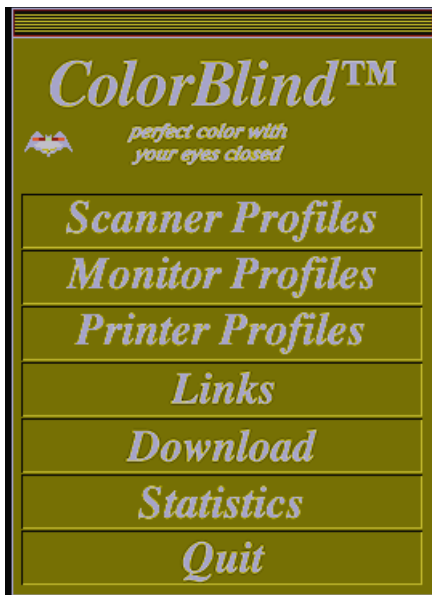 ColorBlind™
perfect color with
your eyes closed
Scanner Profiles
Monitor Profiles
Printer Profiles
Links
Download
Statistics
Quit